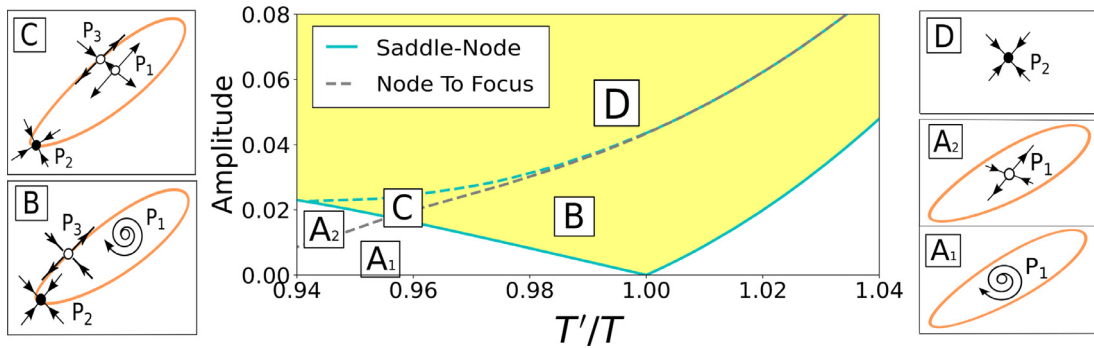 C
P3
P1
P2
B
P3
P1
P2
Amplitude
0.08
0.06
0.04
0.02
0.00
Saddle-Node
Node To Focus
D
C
B
A2
A1
0.94
0.96
0.98
1.00
1.02
1.04
T′/T
D
P2
A2
P1
A1
P1